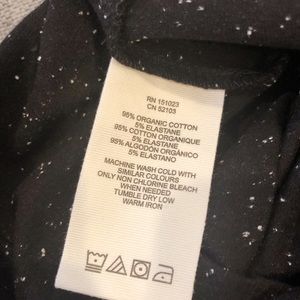 RN 151023
CN 52103
95% ORGANIC COTTON
5% ELASTANE
95% COTTON ORGANIQUE
5% ELASTANE
95% ALGODÓN ORGÁNICO
5% ELASTANO
MACHINE WASH COLD WITH
SIMILAR COLOURS
ONLY NON CHLORINE BLEACH
WHEN NEEDED
TUMBLE DRY LOW
WARM IRON